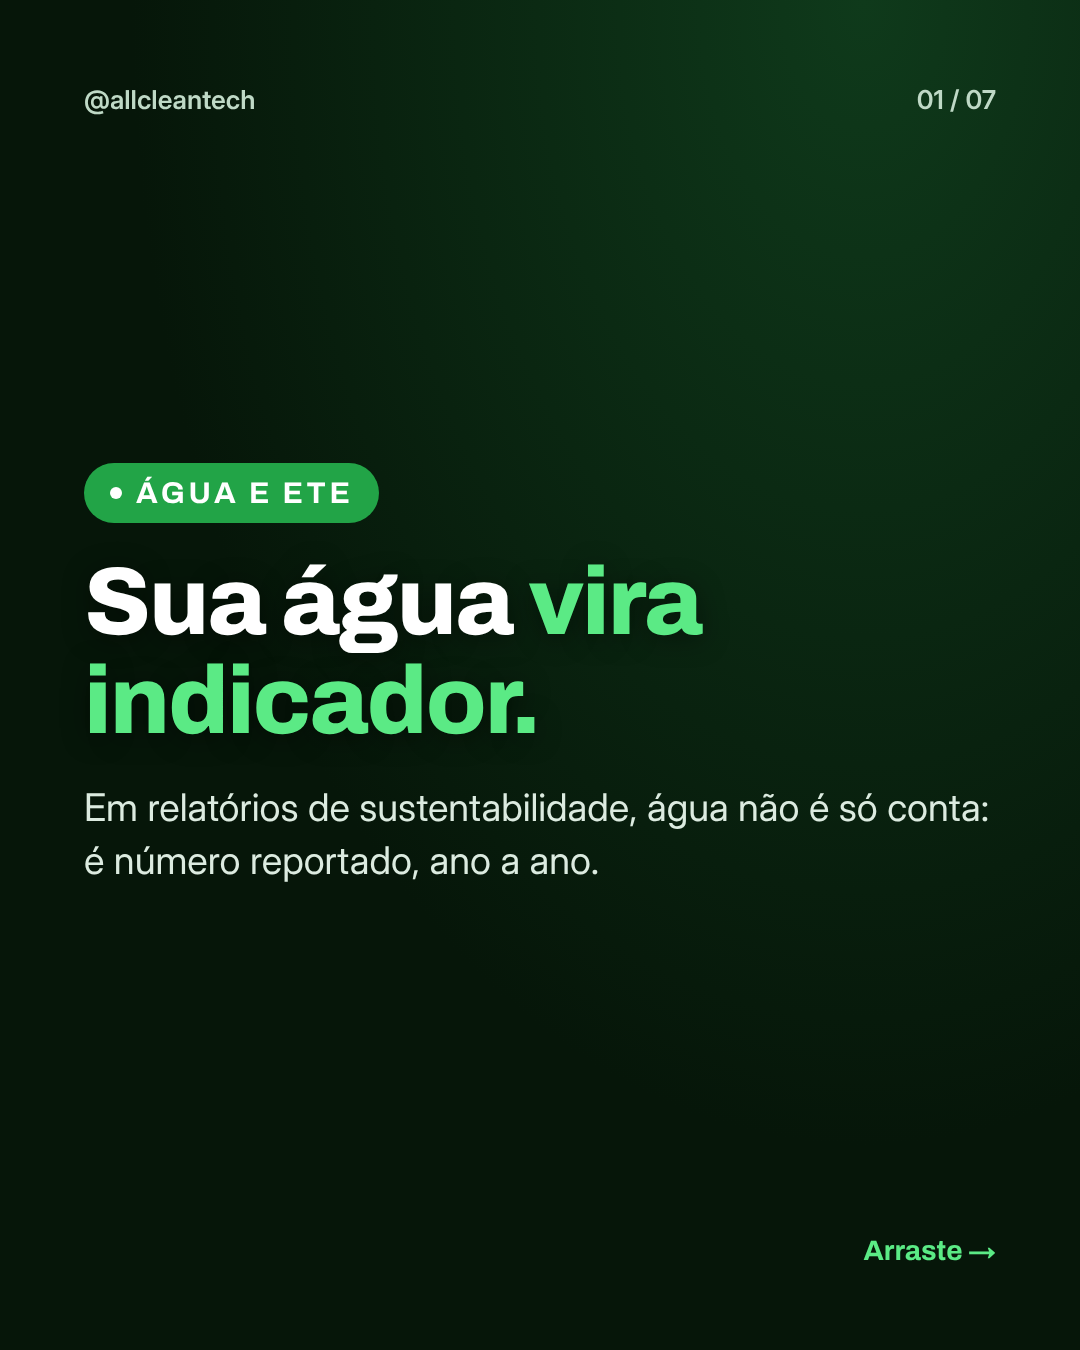 @allcleantech
01 / 07
• ÁGUA E ETE
Sua água vira
indicador.
Em relatórios de sustentabilidade, água não é só conta:
é número reportado, ano a ano.
Arraste →